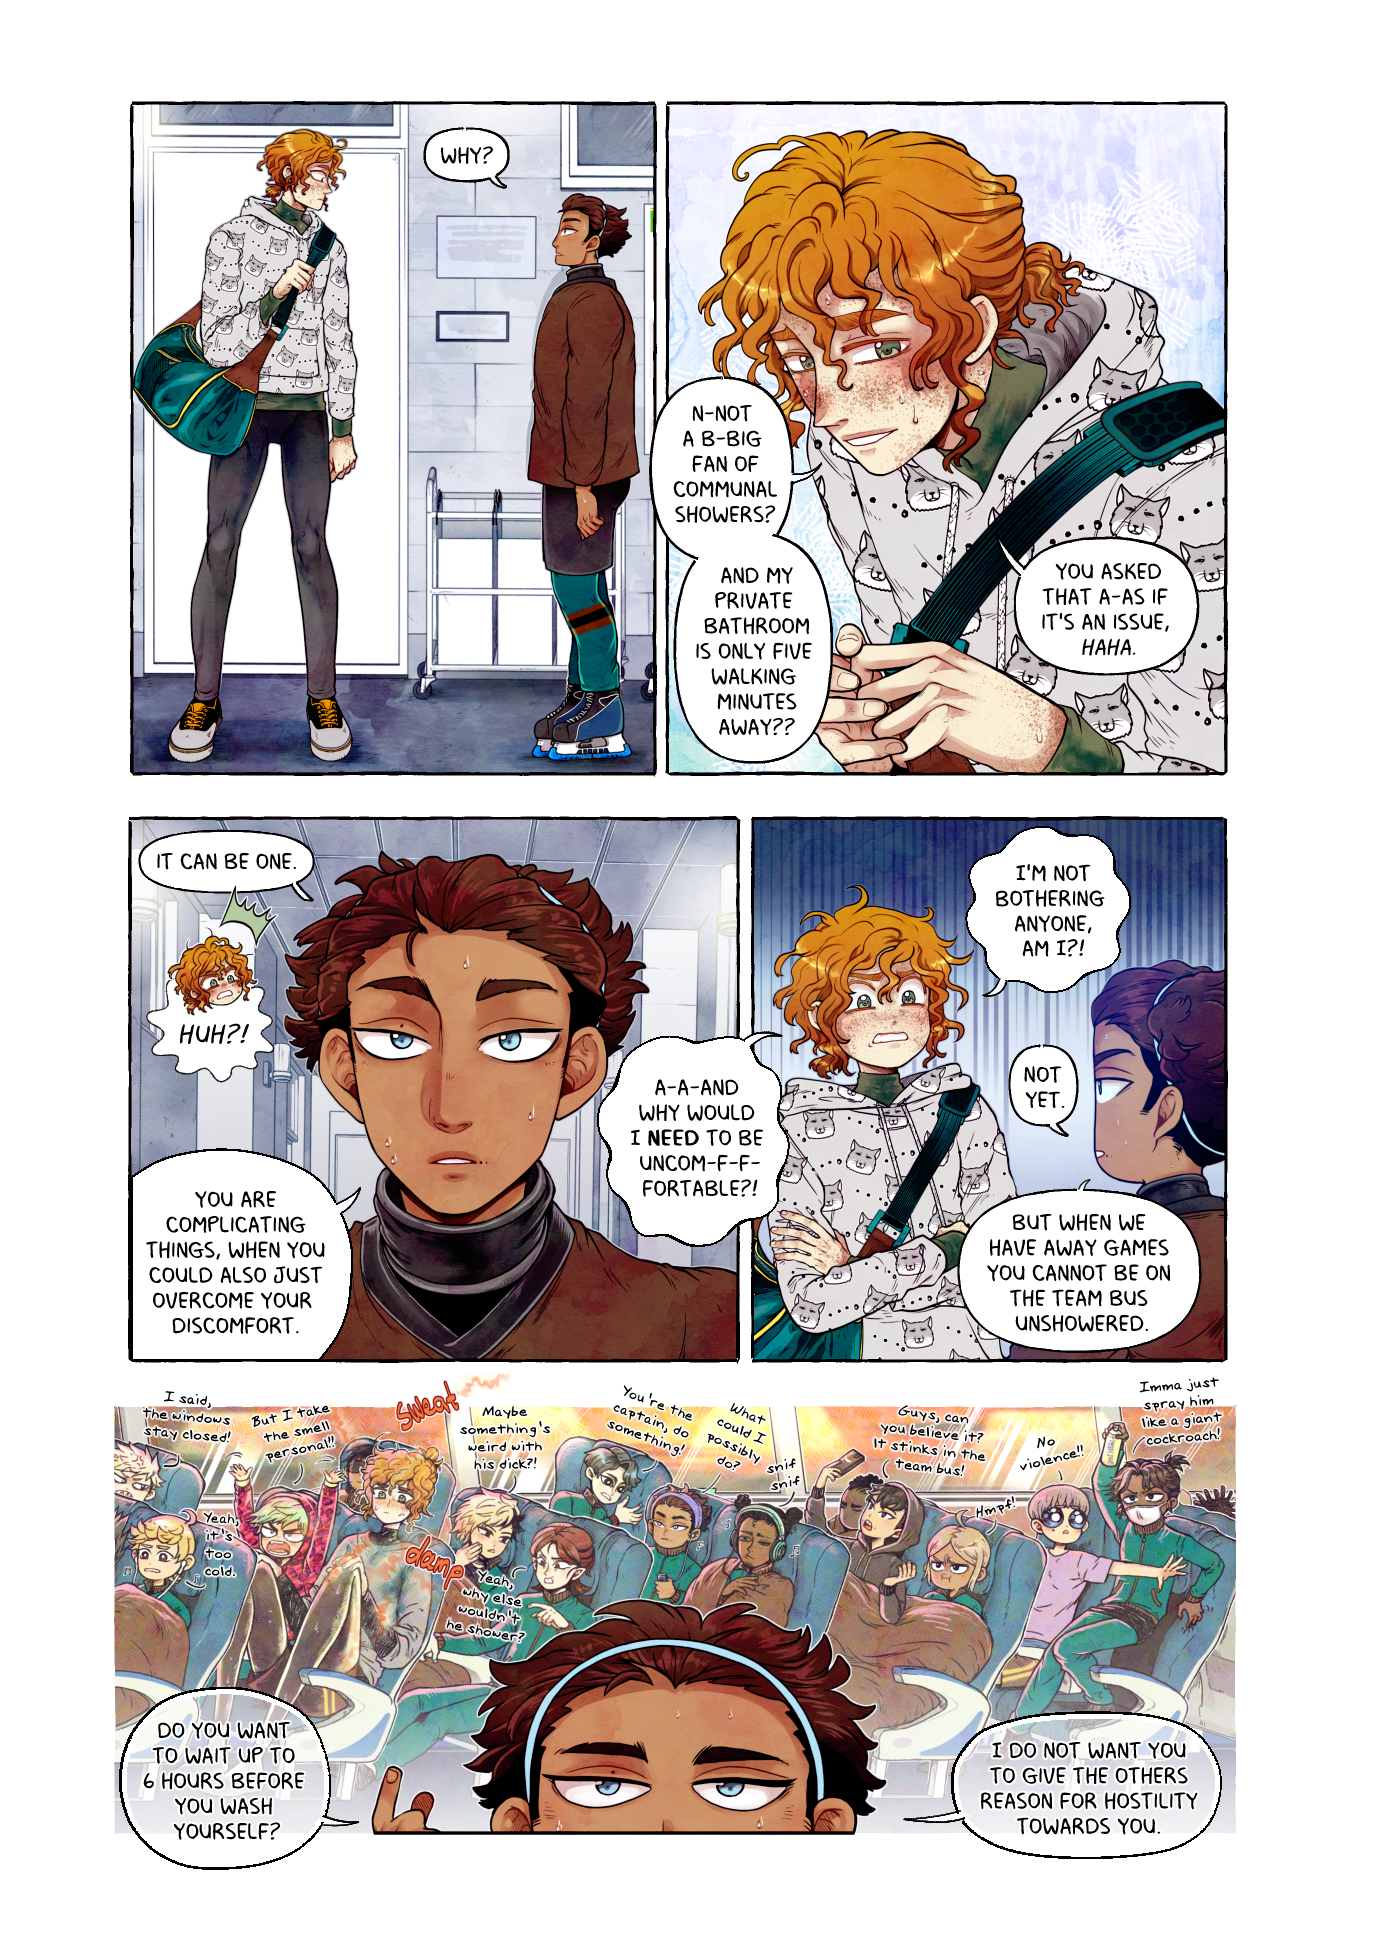 WHY?
N-NOT
A B-BIG
FAN OF
COMMUNAL
SHOWERS?
AND MY
PRIVATE
BATHROOM
IS ONLY FIVE
WALKING
MINUTES
AWAY??
YOU ASKED
THAT A-AS IF
IT'S AN ISSUE,
HAHA.
IT CAN BE ONE.
HUH?!
YOU ARE
COMPLICATING
THINGS, WHEN YOU
COULD ALSO JUST
OVERCOME YOUR
DISCOMFORT.
A-A-AND
WHY WOULD
I NEED TO BE
UNCOM-F-F-
FORTABLE?!
I'M NOT
BOTHERING
ANYONE,
AM I?!
NOT
YET.
BUT WHEN WE
HAVE AWAY GAMES
YOU CANNOT BE ON
THE TEAM BUS
UNSHOWERED.
I said,
the windows
stay closed!
But I take
the smell
personal!!
Yeah,
it's
too
cold.
sweat
damp
Maybe
something's
weird with
his dick?!
Yeah,
why else
wouldn't
he shower?
You're the
captain, do
something!
What
could I
possibly
do?
snif
snif
Guys, can
you believe it?
It stinks in the
team bus!
Hmpf!
No
violence!!
Imma just
spray him
like a giant
cockroach!
DO YOU WANT
TO WAIT UP TO
6 HOURS BEFORE
YOU WASH
YOURSELF?
I DO NOT WANT YOU
TO GIVE THE OTHERS
REASON FOR HOSTILITY
TOWARDS YOU.